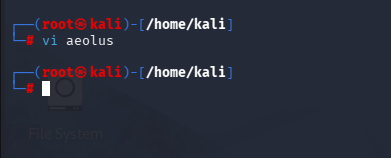 ┌──(root㉿kali)-[/home/kali]
└─# vi aeolus
┌──(root㉿kali)-[/home/kali]
└─#
File System